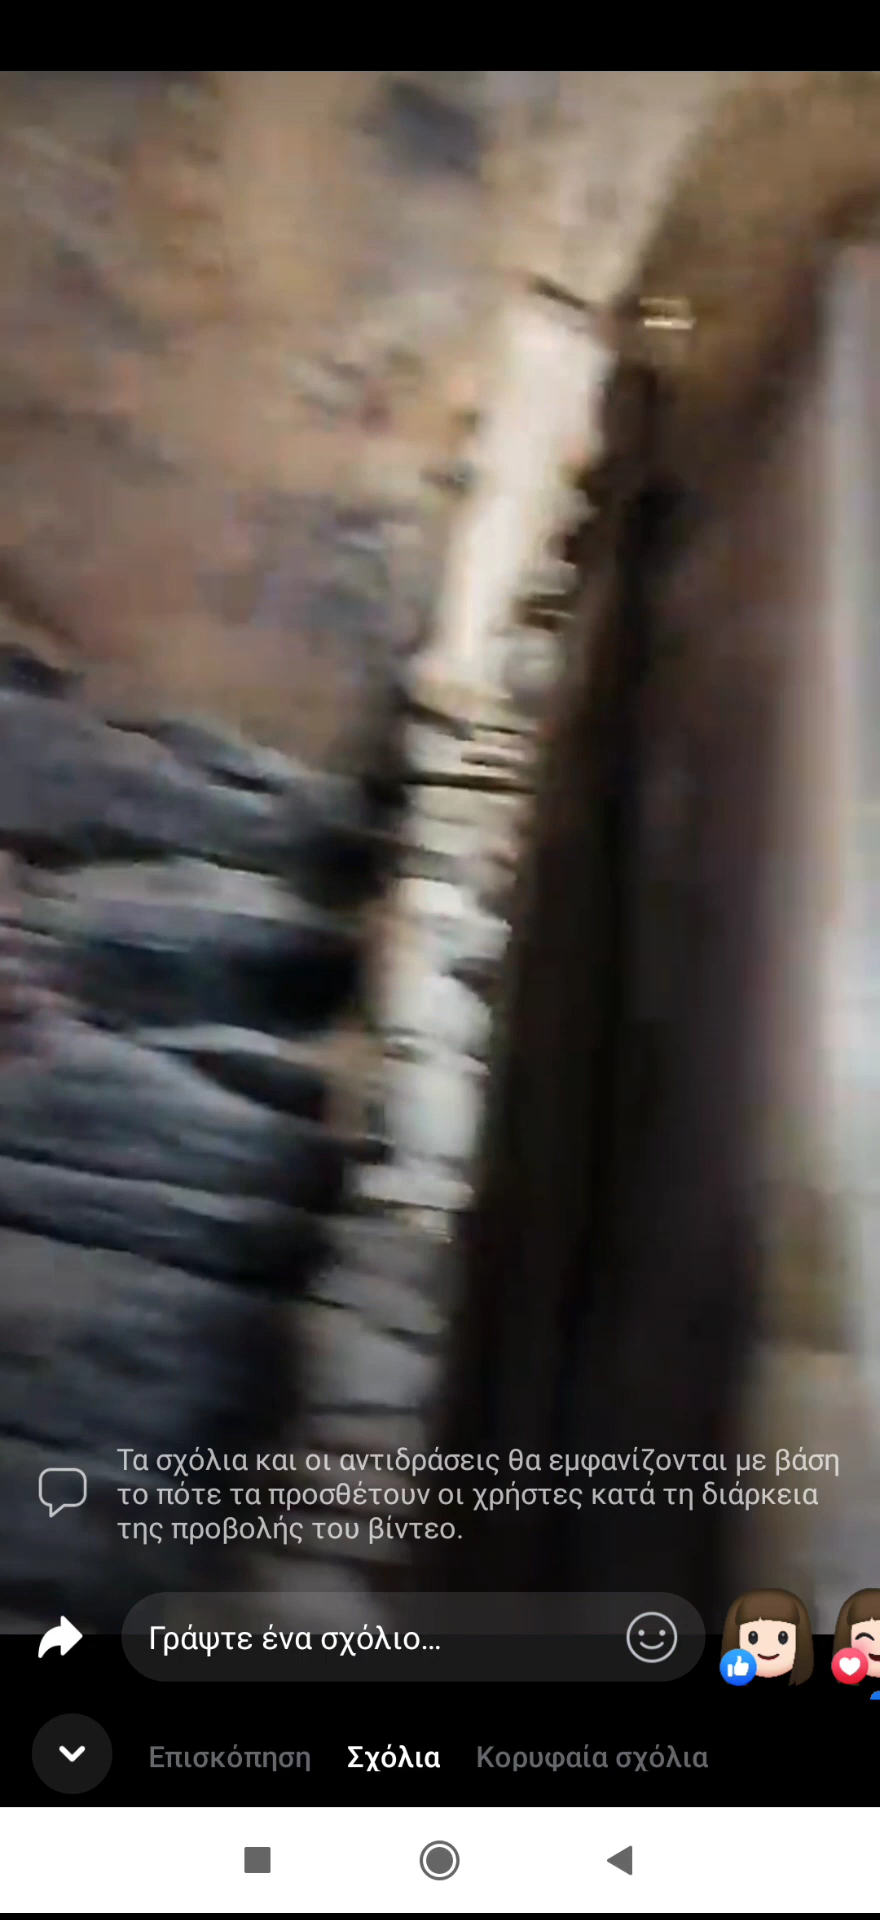 Τα σχόλια και οι αντιδράσεις θα εμφανίζονται με βάση
το πότε τα προσθέτουν οι χρήστες κατά τη διάρκεια
της προβολής του βίντεο.
Γράψτε ένα σχόλιο...
Επισκόπηση Σχόλια Κορυφαία σχόλια